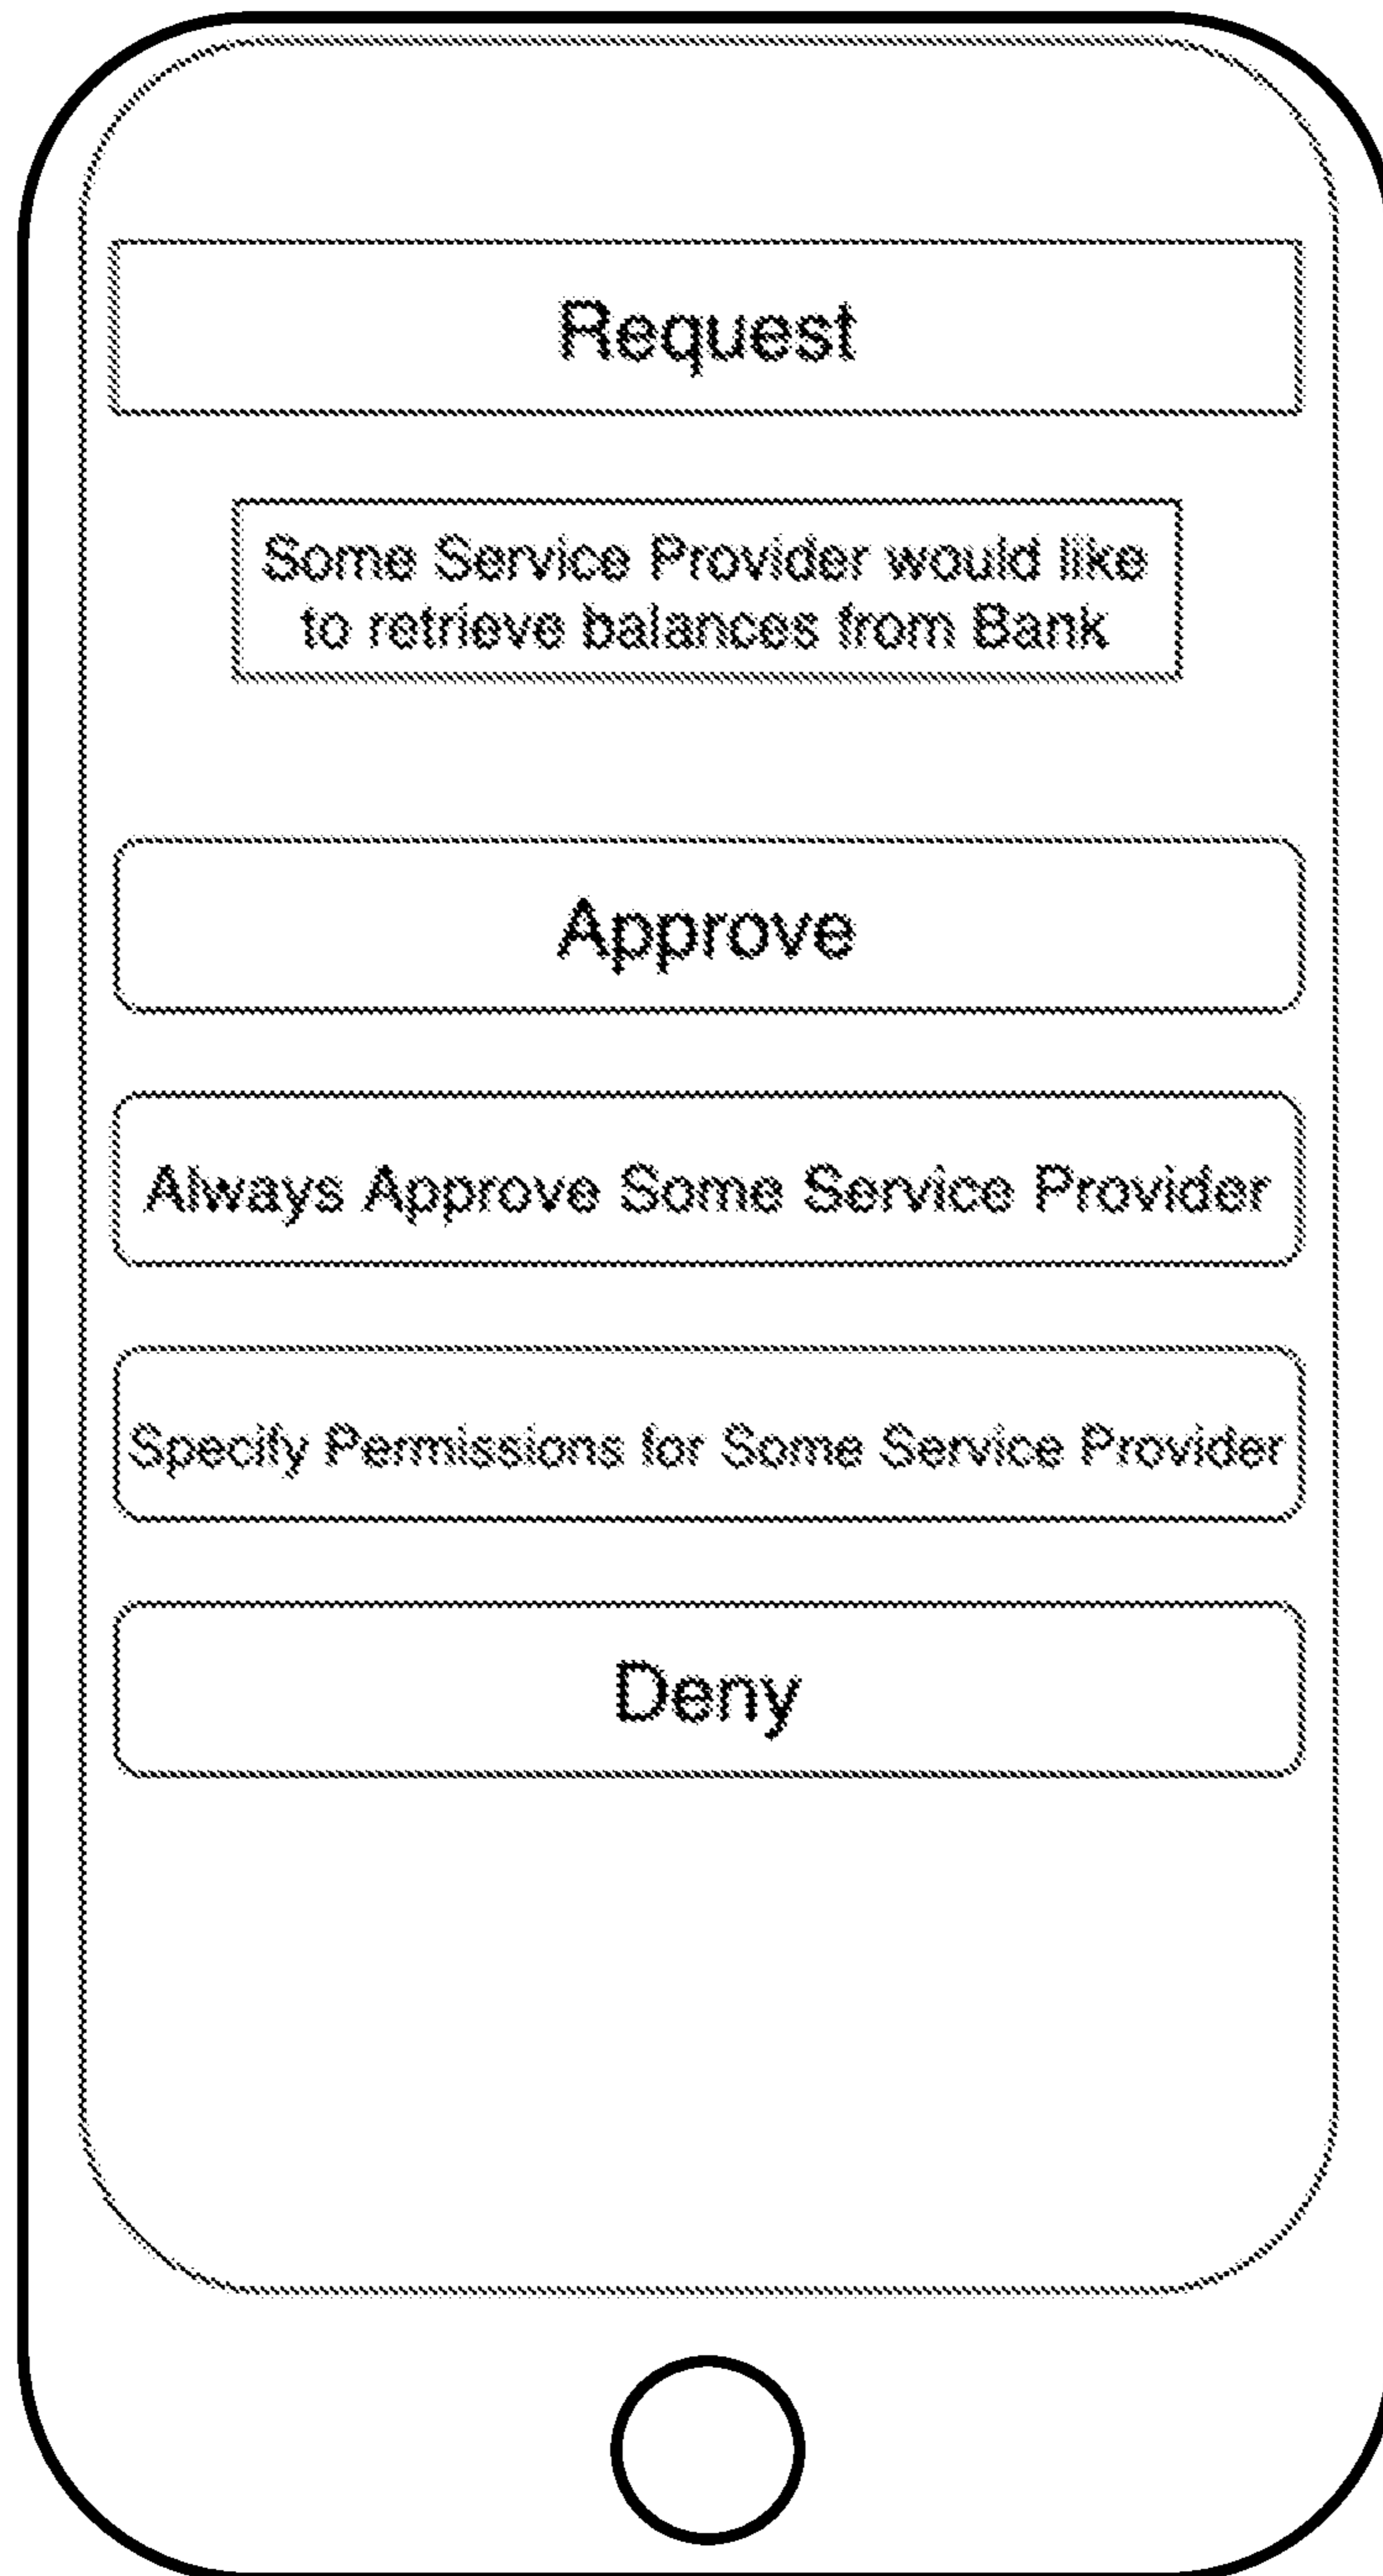 Request
Some Service Provider would like
to retrieve balances from Bank
Approve
Always Approve Some Service Provider
Specify Permissions for Some Service Provider
Deny